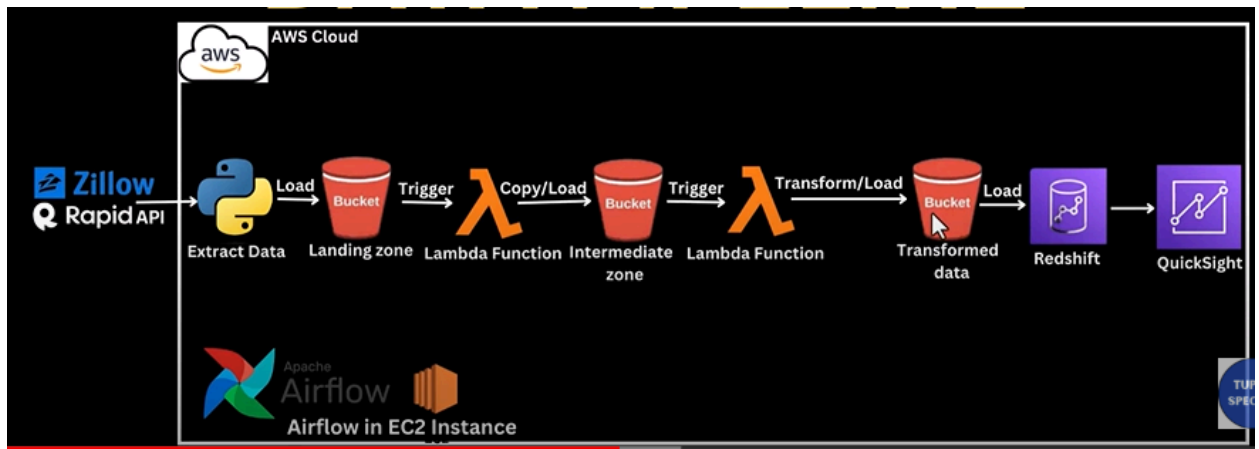 AWS Cloud
aws
Zillow
Rapid API
Extract Data
Load
Bucket
Landing zone
Trigger
Lambda Function
Copy/Load
Bucket
Intermediate
zone
Trigger
Lambda Function
Transform/Load
Bucket
Transformed
data
Load
Redshift
QuickSight
Apache
Airflow
Airflow in EC2 Instance